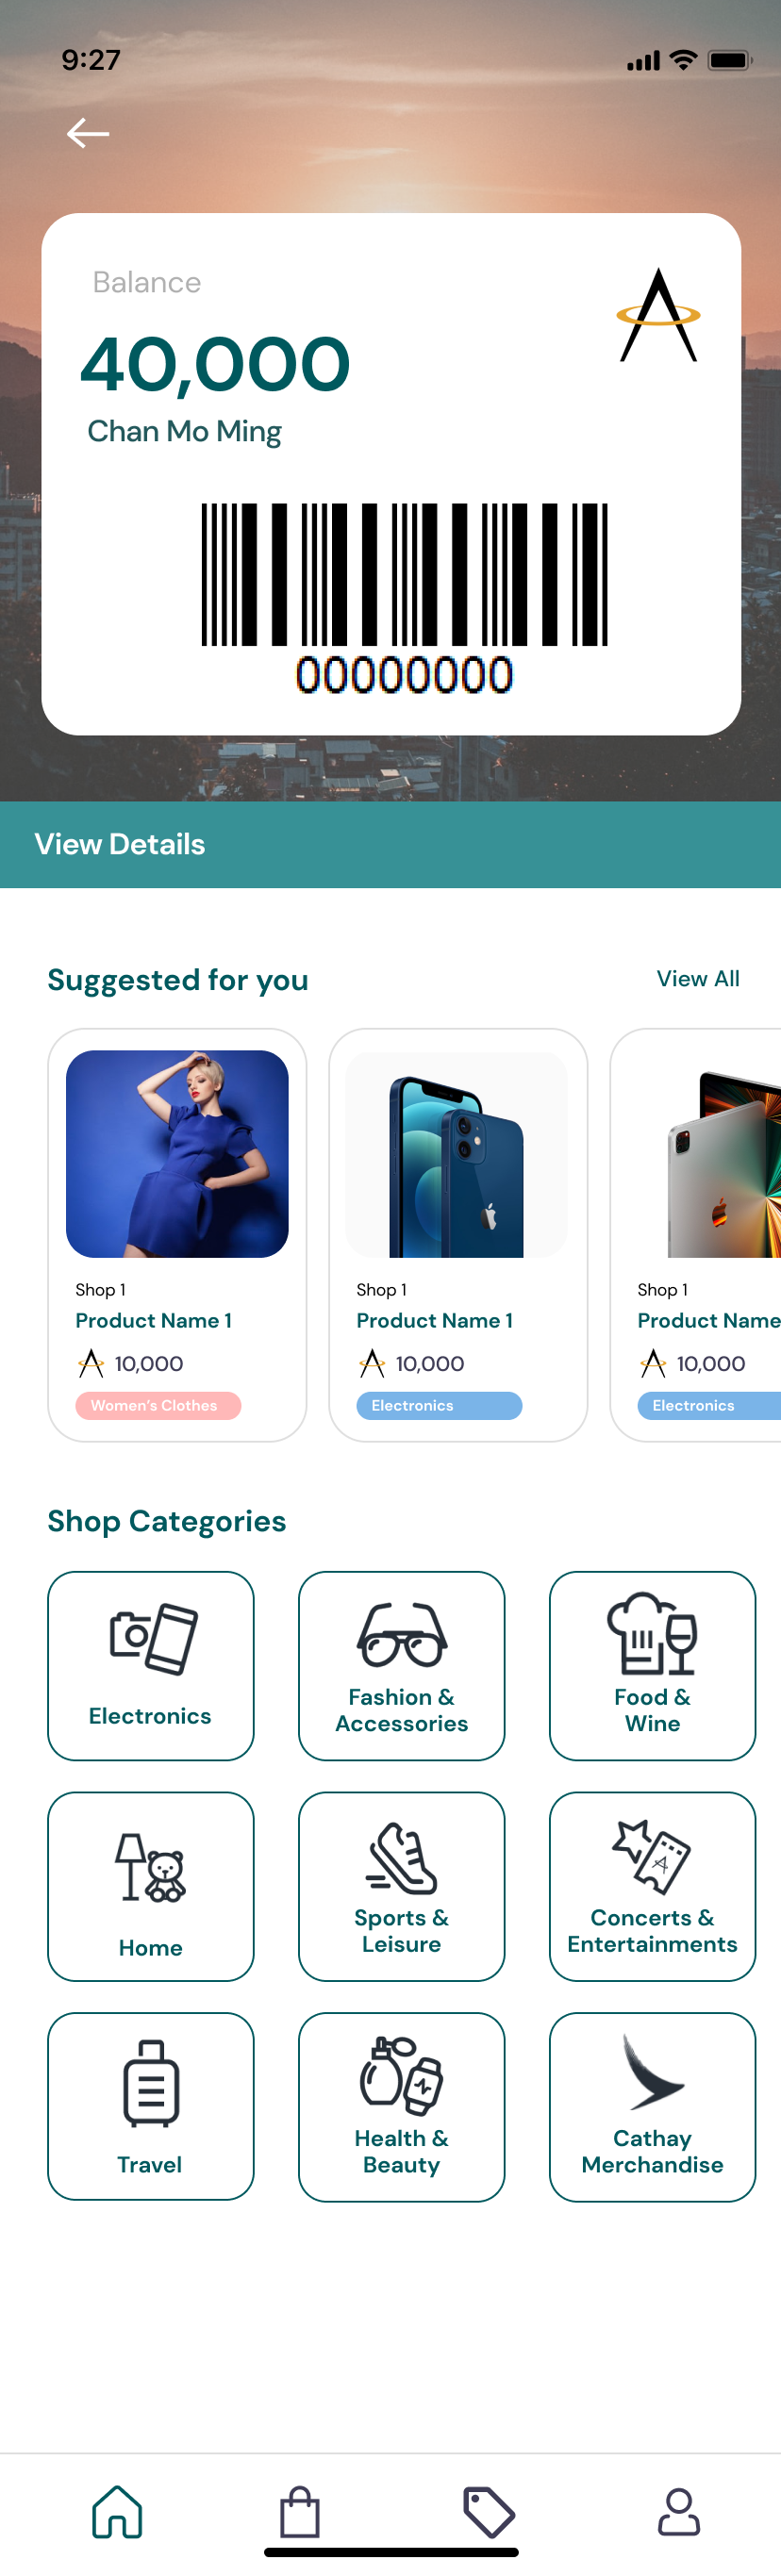 9:27
Balance
40,000
Chan Mo Ming
00000000
View Details
Suggested for you
View All
Shop 1
Product Name 1
10,000
Women's Clothes
Shop 1
Product Name 1
10,000
Electronics
Shop 1
Product Name
10,000
Electronics
Shop Categories
Electronics
Fashion &
Accessories
Food &
Wine
Home
Sports &
Leisure
Concerts &
Entertainments
Travel
Health &
Beauty
Cathay
Merchandise